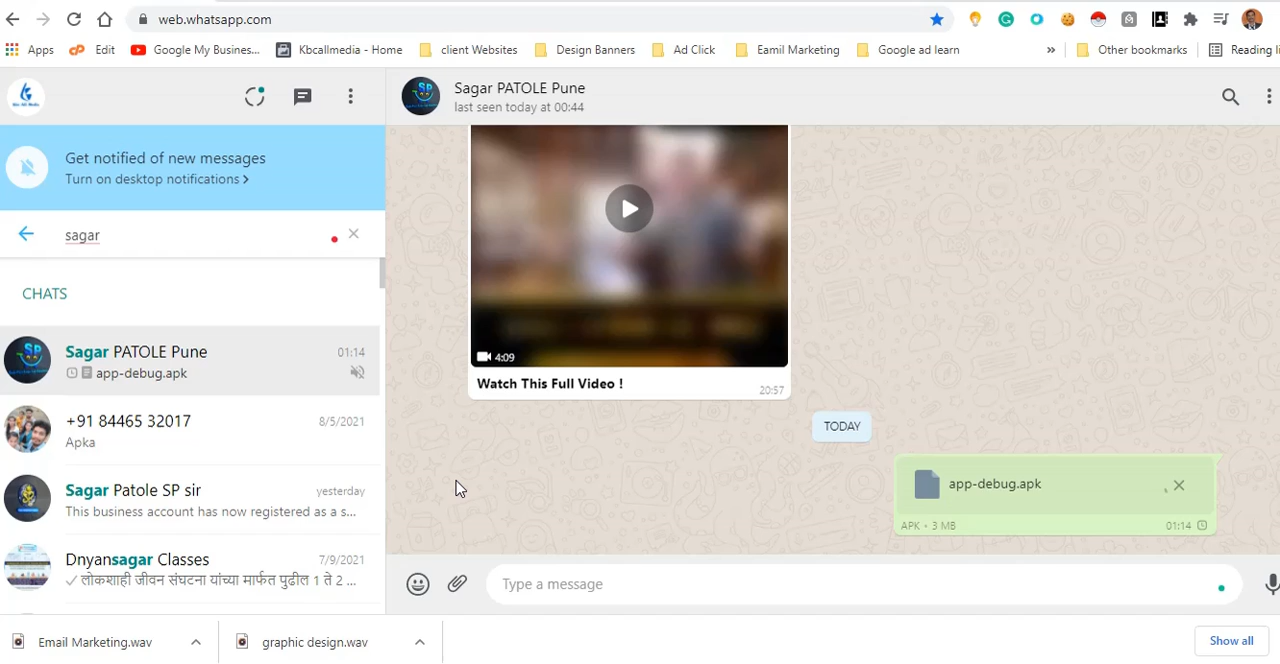 web.whatsapp.com
Apps
Edit
Google My Busines...
Kbcallmedia - Home
client Websites
Design Banners
Ad Click
Eamil Marketing
Google ad learn
»
Other bookmarks
Reading li
Sagar PATOLE Pune
last seen today at 00:44
Get notified of new messages
Turn on desktop notifications >
sagar
CHATS
Sagar PATOLE Pune
01:14
app-debug.apk
+91 84465 32017
8/5/2021
Apka
Sagar Patole SP sir
yesterday
This business account has now registered as a s...
Dnyansagar Classes
7/9/2021
लोकशाही जीवन संघटना यांच्या मार्फत पुढील 1 ते 2 ...
4:09
Watch This Full Video !
20:57
TODAY
app-debug.apk
APK • 3 MB
01:14
Type a message
Email Marketing.wav
graphic design.wav
Show all